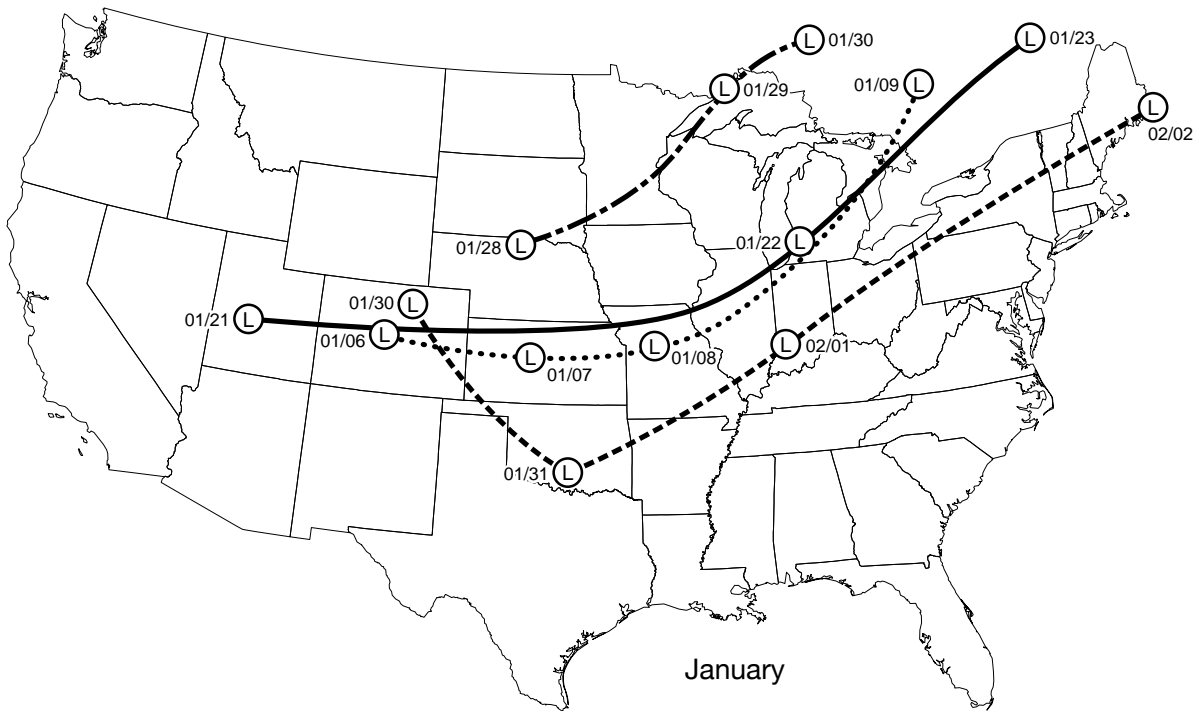 L 01/30
L 01/23
L 01/29
01/09 L
L 02/02
01/28 L
01/22 L
01/30 L
01/21 L
01/06 L
L 01/07
L 01/08
L 02/01
01/31 L
January